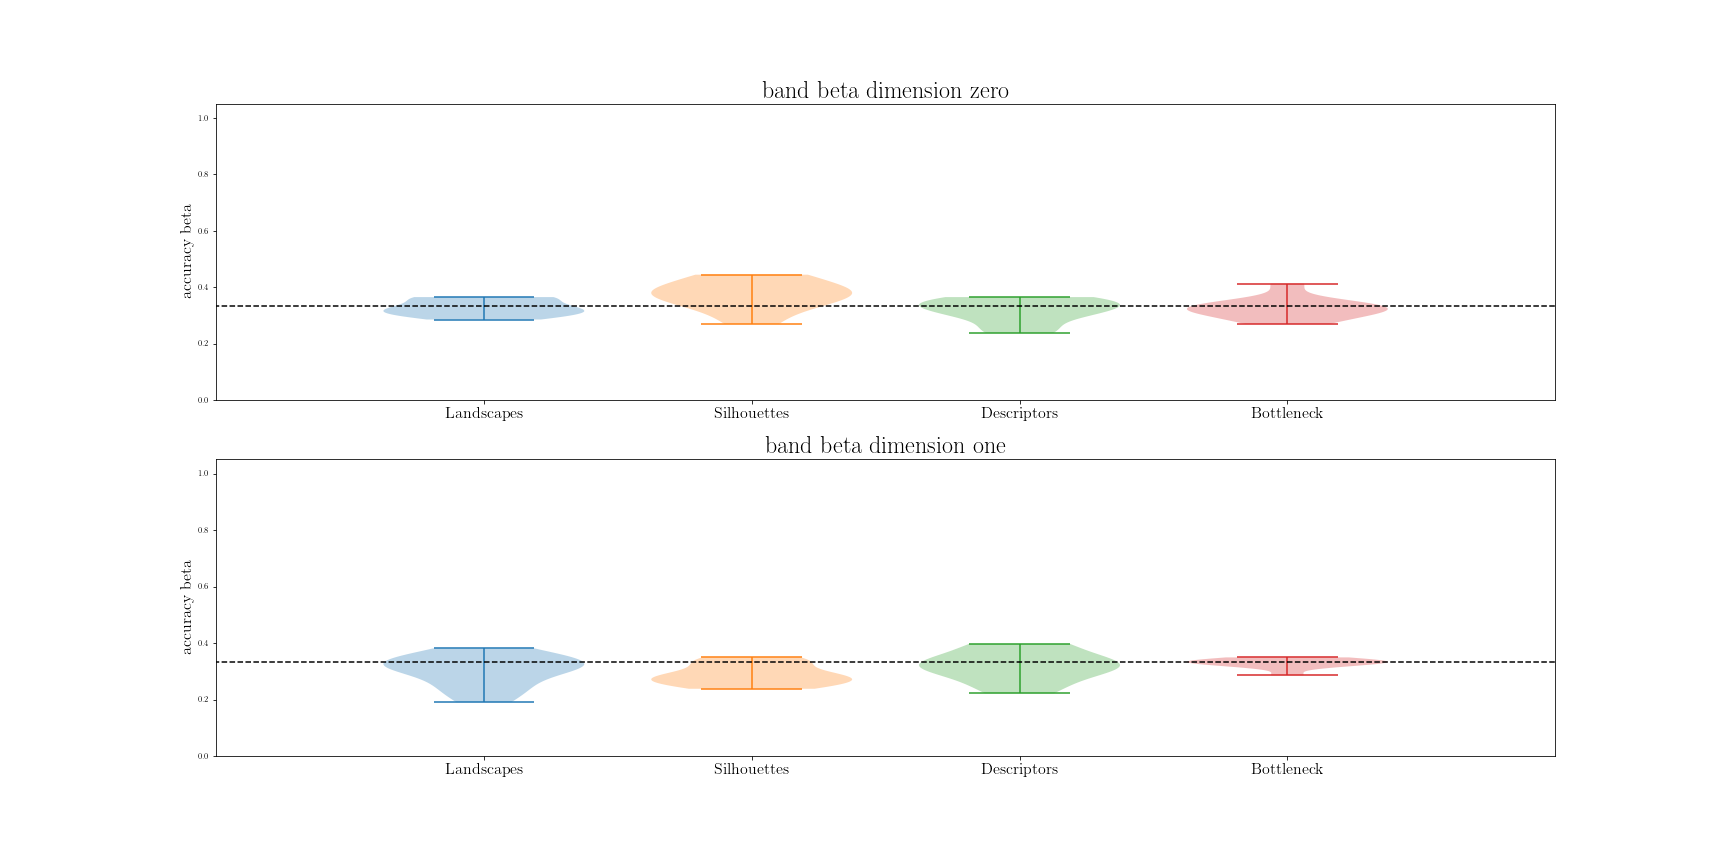 band beta dimension zero
1.0
0.8
0.6
0.4
0.2
0.0
accuracy beta
Landscapes Silhouettes Descriptors Bottleneck
band beta dimension one
1.0
0.8
0.6
0.4
0.2
0.0
accuracy beta
Landscapes Silhouettes Descriptors Bottleneck